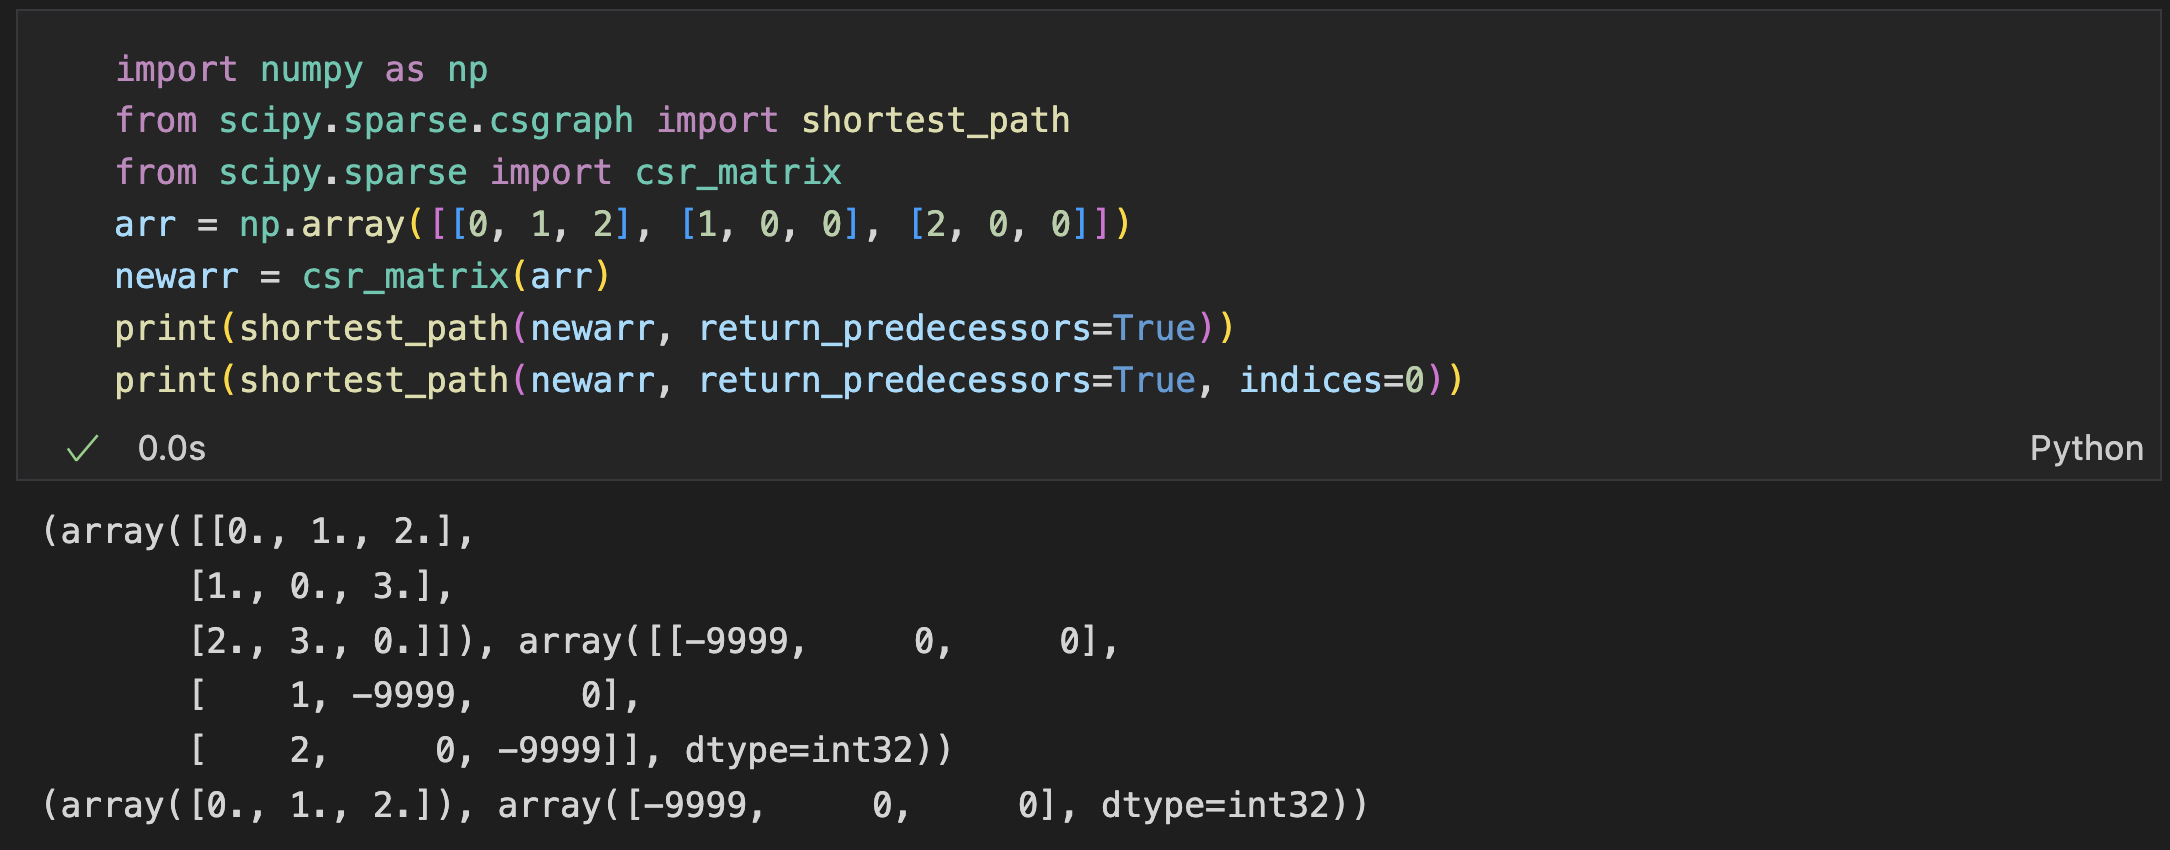 import numpy as np
from scipy.sparse.csgraph import shortest_path
from scipy.sparse import csr_matrix
arr = np.array([[0, 1, 2], [1, 0, 0], [2, 0, 0]])
newarr = csr_matrix(arr)
print(shortest_path(newarr, return_predecessors=True))
print(shortest_path(newarr, return_predecessors=True, indices=0))
0.0s
Python
(array([[0., 1., 2.],
       [1., 0., 3.],
       [2., 3., 0.]]), array([[-9999,     0,     0],
       [    1, -9999,     0],
       [    2,     0, -9999]], dtype=int32))
(array([0., 1., 2.]), array([-9999,     0,     0], dtype=int32))